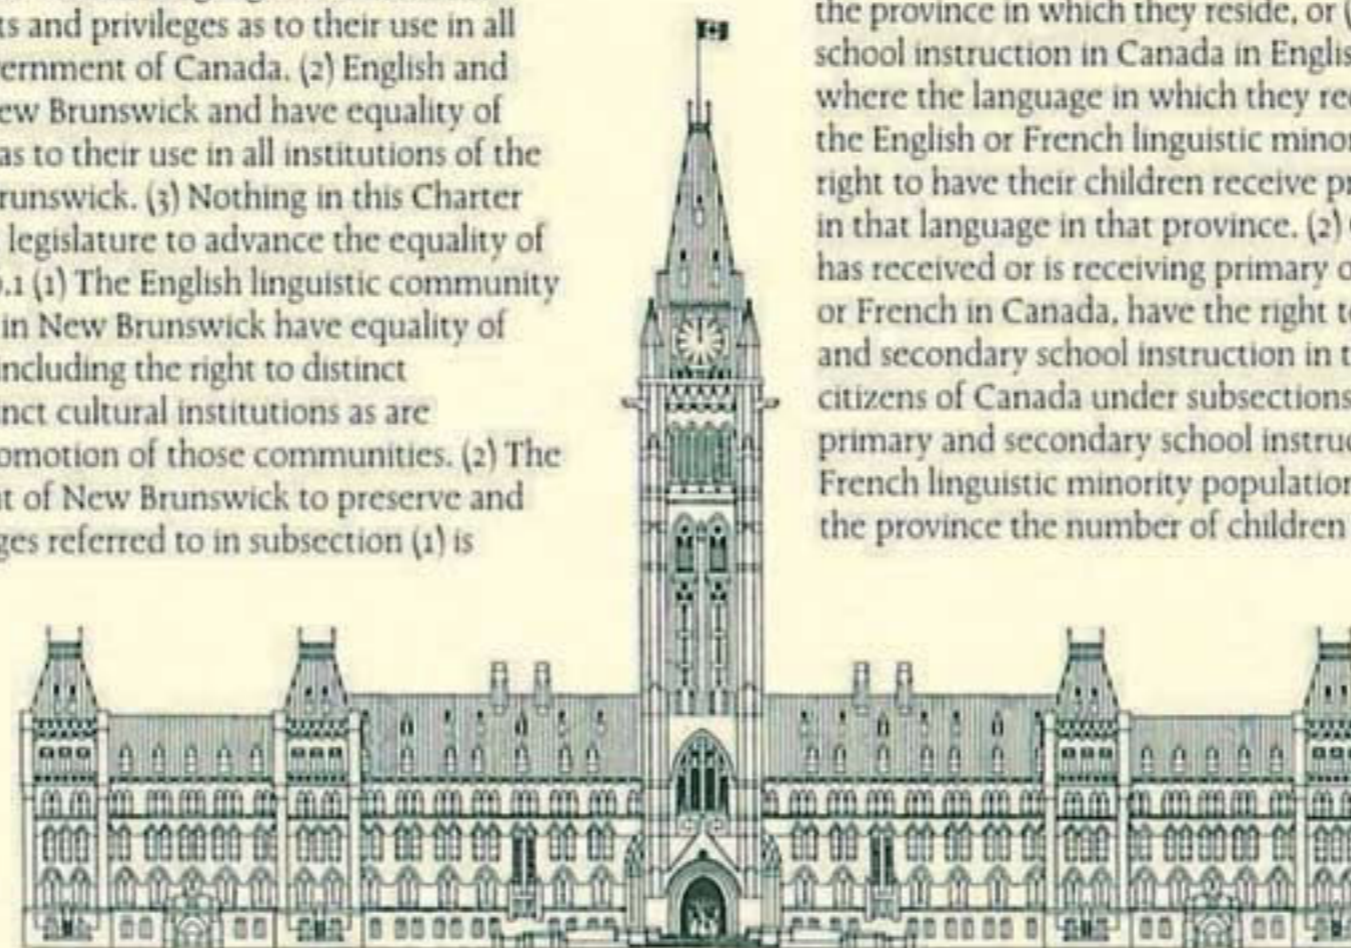 ts and privileges as to their use in all
ernment of Canada. (2) English and
ew Brunswick and have equality of
as to their use in all institutions of the
runswick. (3) Nothing in this Charter
legislature to advance the equality of
.1 (1) The English linguistic community
in New Brunswick have equality of
ncluding the right to distinct
nct cultural institutions as are
omotion of those communities. (2) The
t of New Brunswick to preserve and
ges referred to in subsection (1) is
the province in which they reside, or (
school instruction in Canada in Englis
where the language in which they re
the English or French linguistic minor
right to have their children receive pr
in that language in that province. (2)
has received or is receiving primary o
or French in Canada, have the right t
and secondary school instruction in t
citizens of Canada under subsections
primary and secondary school instruc
French linguistic minority population
the province the number of children